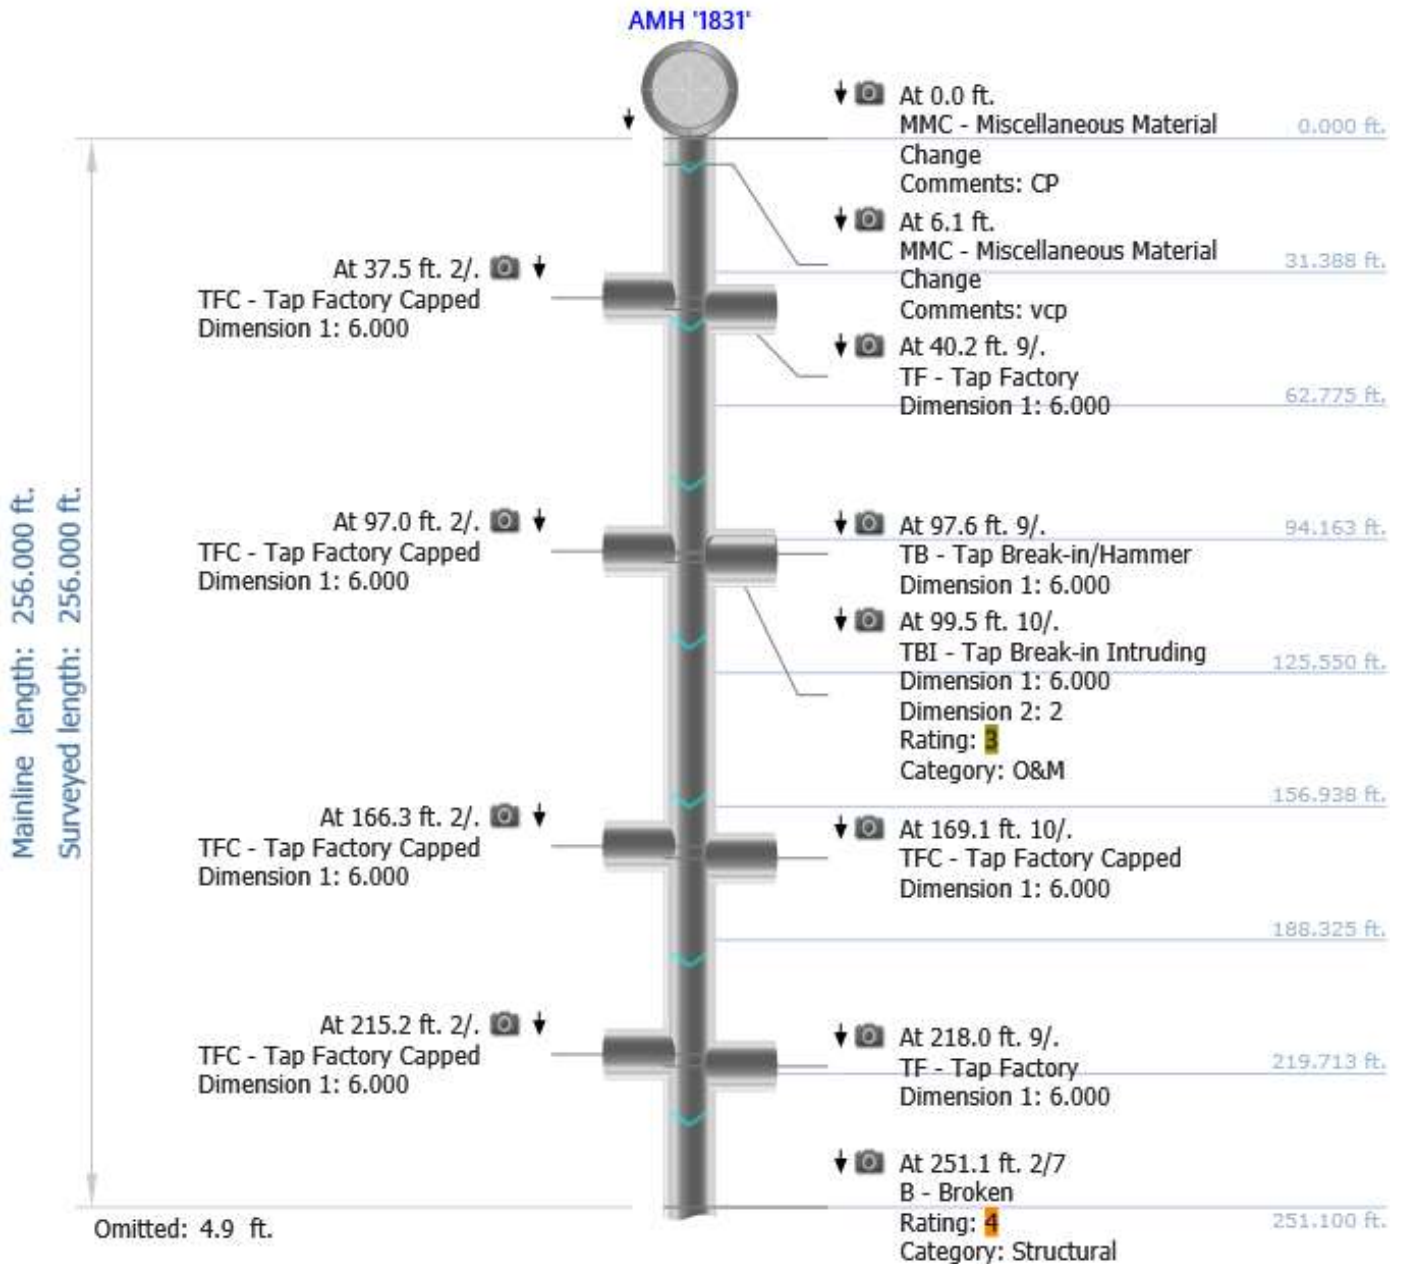 AMH '1831'
At 0.0 ft.
MMC - Miscellaneous Material
Change
Comments: CP
0.000 ft.
At 6.1 ft.
MMC - Miscellaneous Material
Change
Comments: vcp
31.388 ft.
At 37.5 ft. 2/.
TFC - Tap Factory Capped
Dimension 1: 6.000
At 40.2 ft. 9/.
TF - Tap Factory
Dimension 1: 6.000
62.775 ft.
Mainline length: 256.000 ft.
Surveyed length: 256.000 ft.
At 97.0 ft. 2/.
TFC - Tap Factory Capped
Dimension 1: 6.000
At 97.6 ft. 9/.
TB - Tap Break-in/Hammer
Dimension 1: 6.000
94.163 ft.
At 99.5 ft. 10/.
TBI - Tap Break-in Intruding
Dimension 1: 6.000
Dimension 2: 2
Rating: 3
Category: O&M
125.550 ft.
156.938 ft.
At 166.3 ft. 2/.
TFC - Tap Factory Capped
Dimension 1: 6.000
At 169.1 ft. 10/.
TFC - Tap Factory Capped
Dimension 1: 6.000
188.325 ft.
At 215.2 ft. 2/.
TFC - Tap Factory Capped
Dimension 1: 6.000
At 218.0 ft. 9/.
TF - Tap Factory
Dimension 1: 6.000
219.713 ft.
At 251.1 ft. 2/7
B - Broken
Rating: 4
Category: Structural
251.100 ft.
Omitted: 4.9 ft.